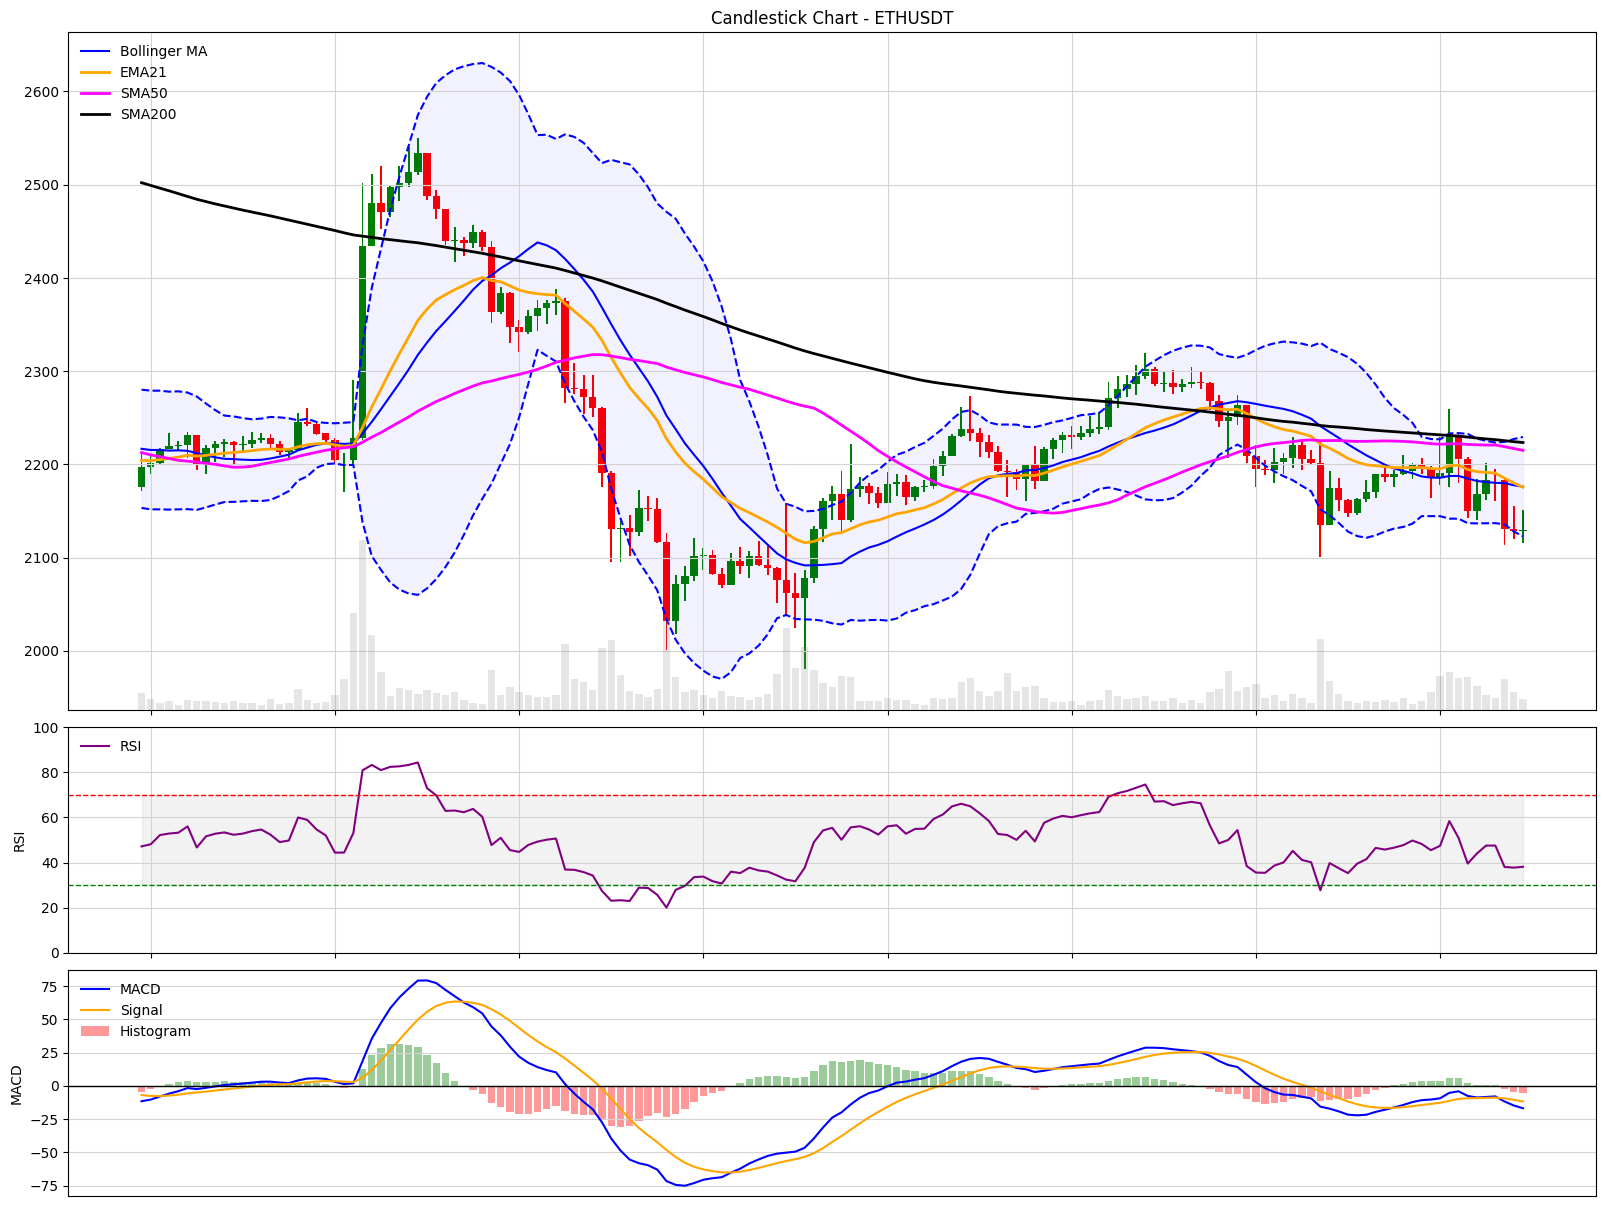 Candlestick Chart - ETHUSDT
Bollinger MA
EMA21
SMA50
SMA200
2600
2500
2400
2300
2200
2100
2000
RSI
100
80
60
40
20
0
RSI
MACD
Signal
Histogram
75
50
25
0
−25
−50
−75
MACD